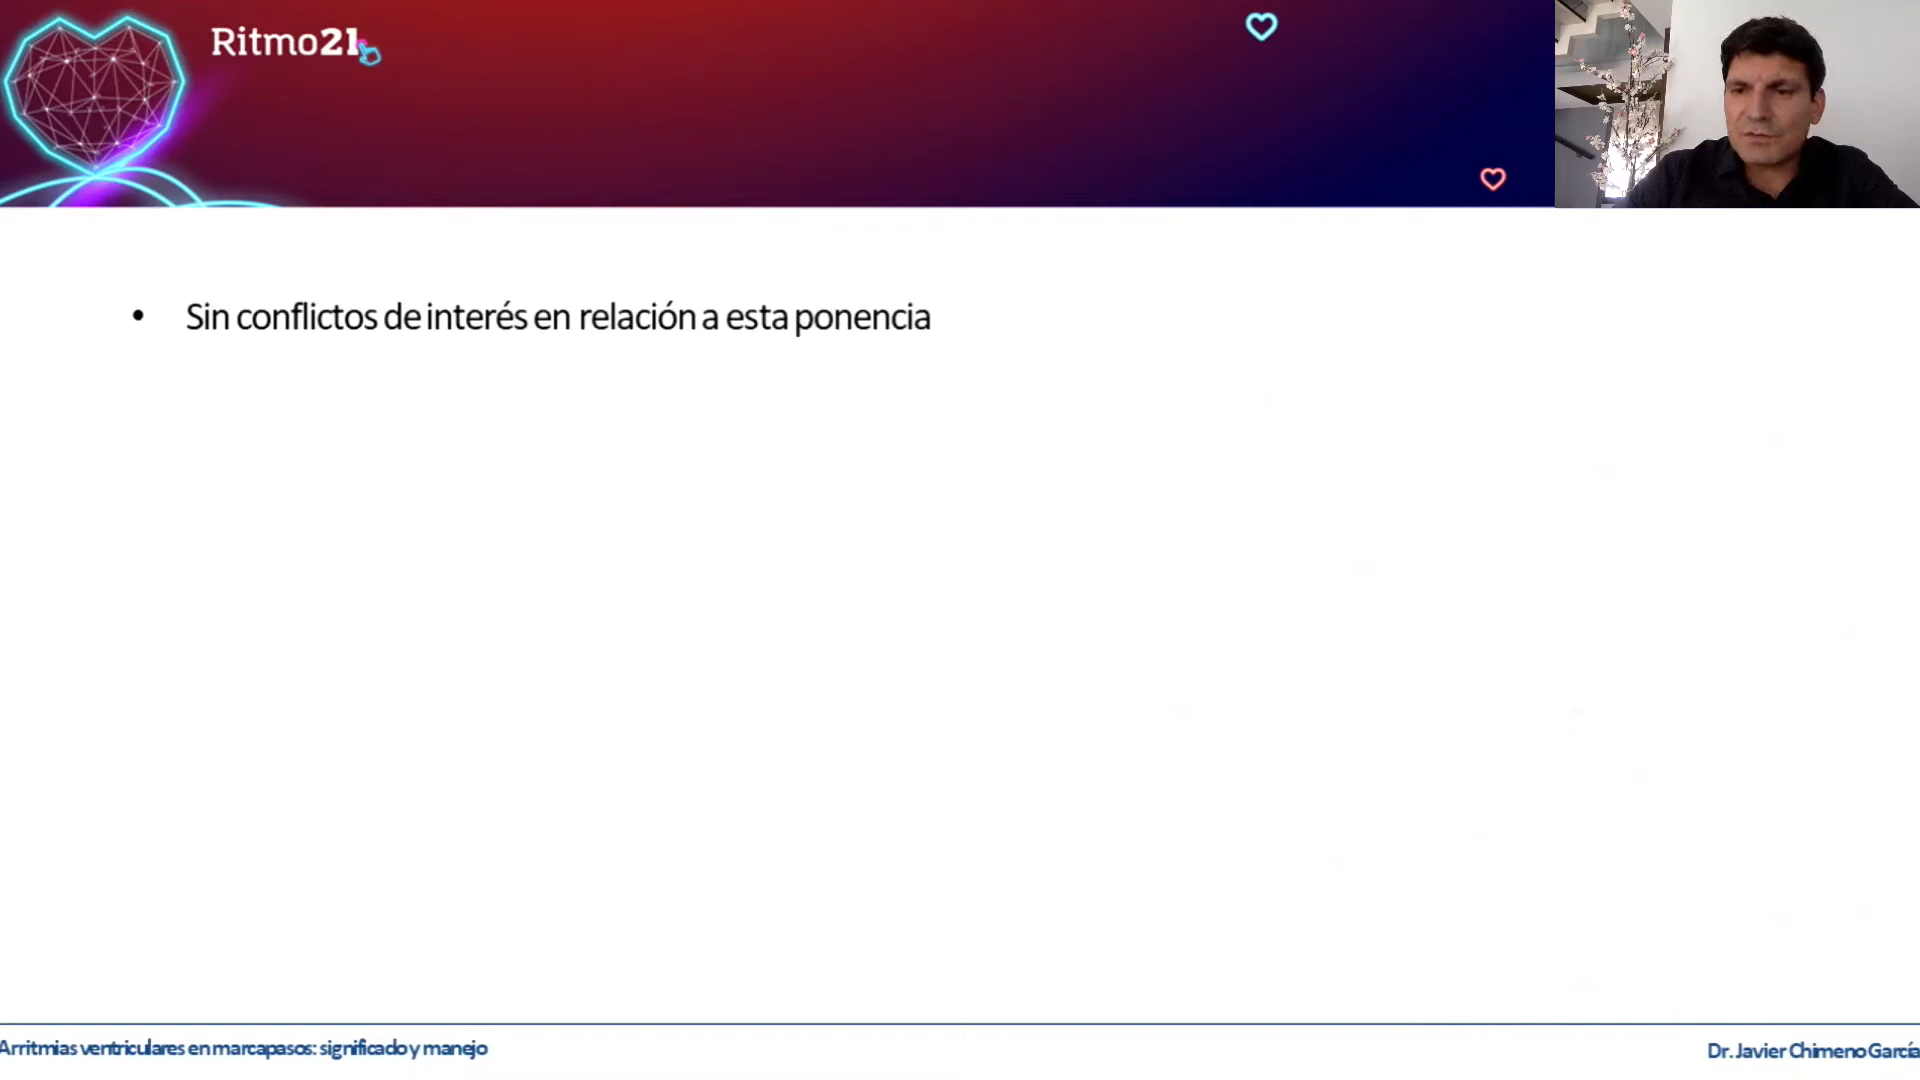 Ritmo21
• Sin conflictos de interés en relación a esta ponencia
Arritmias ventriculares en marcapasos: significado y manejo
Dr. Javier Chimeno García